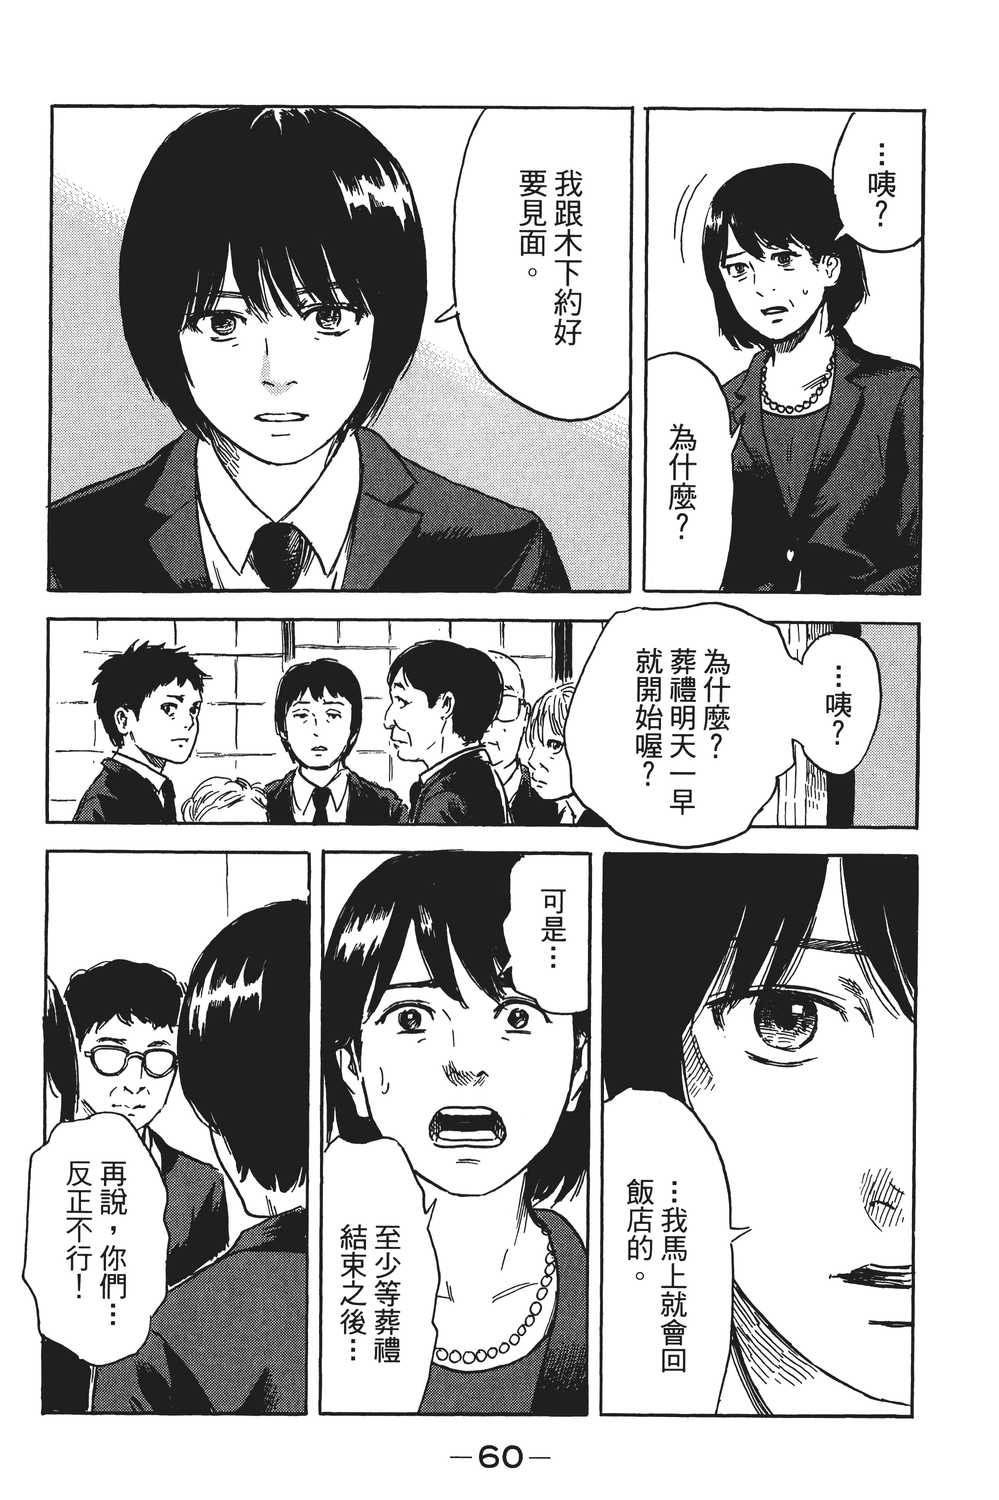 …咦？
為什麼？
我跟木下約好
要見面。
…咦？
為什麼？
葬禮明天一早
就開始喔？
…我馬上就會回
飯店的。
可是…
至少等葬禮
結束之後…
再說，你們…
反正不行！
—60—